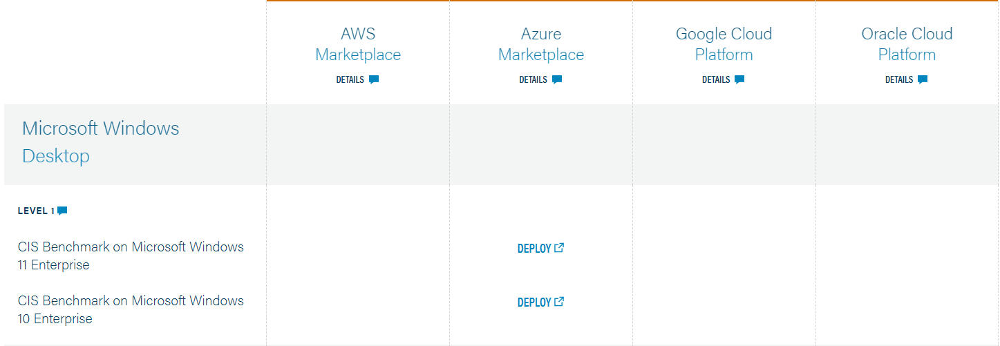 AWS
Marketplace
DETAILS
Azure
Marketplace
DETAILS
Google Cloud
Platform
DETAILS
Oracle Cloud
Platform
DETAILS
Microsoft Windows
Desktop
LEVEL 1
CIS Benchmark on Microsoft Windows
11 Enterprise
DEPLOY
CIS Benchmark on Microsoft Windows
10 Enterprise
DEPLOY